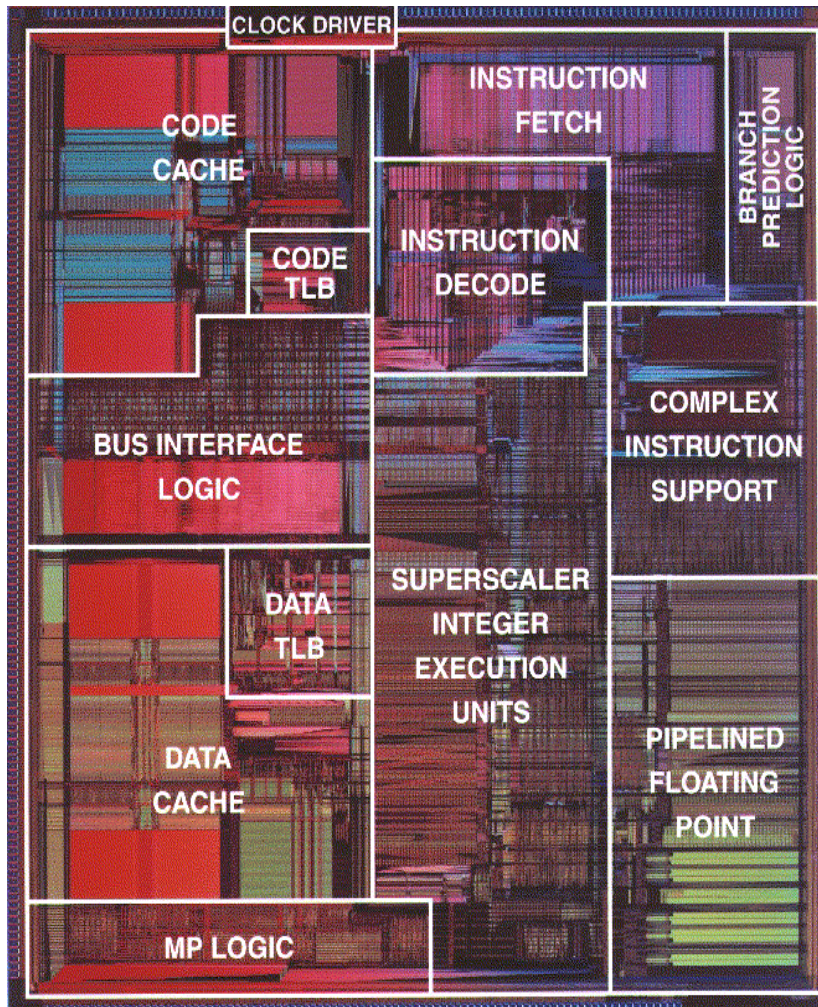 CLOCK DRIVER
CODE
CACHE
INSTRUCTION
FETCH
BRANCH
PREDICTION
LOGIC
CODE
TLB
INSTRUCTION
DECODE
COMPLEX
INSTRUCTION
SUPPORT
BUS INTERFACE
LOGIC
DATA
TLB
SUPERSCALER
INTEGER
EXECUTION
UNITS
DATA
CACHE
PIPELINED
FLOATING
POINT
MP LOGIC